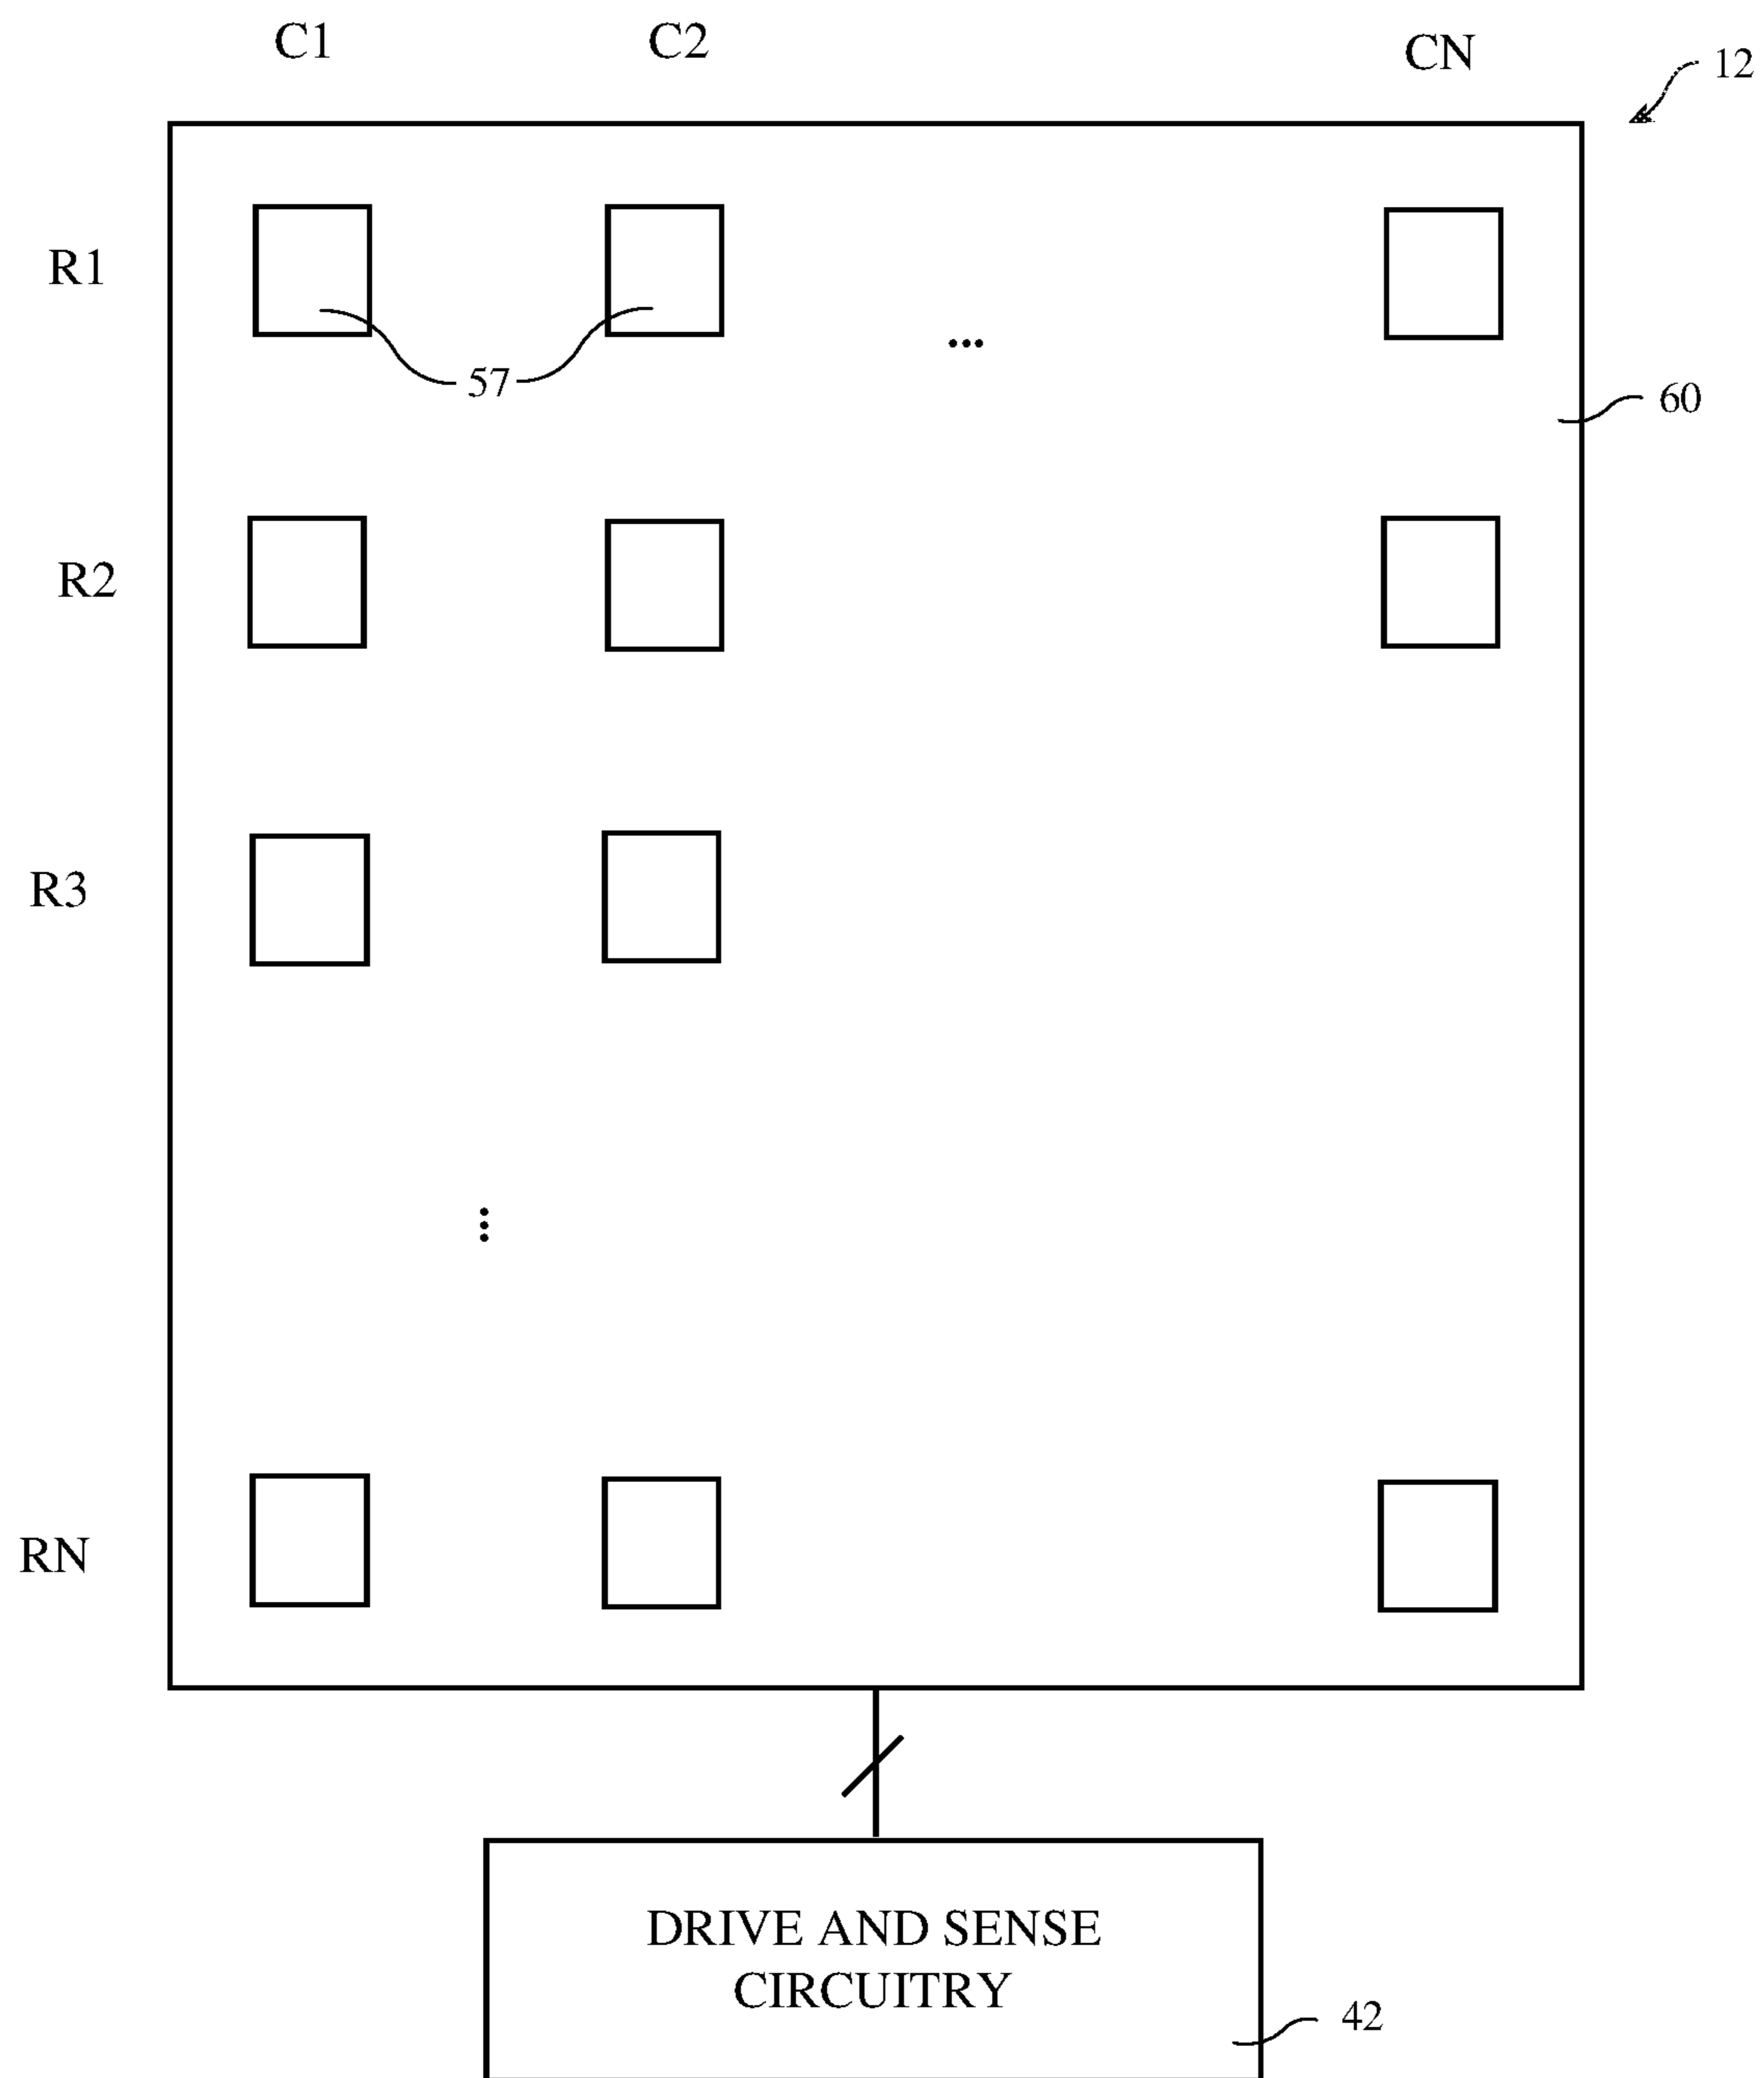 C1 C2 CN
12
R1
57
...
60
R2
R3
RN
DRIVE AND SENSE
CIRCUITRY
42